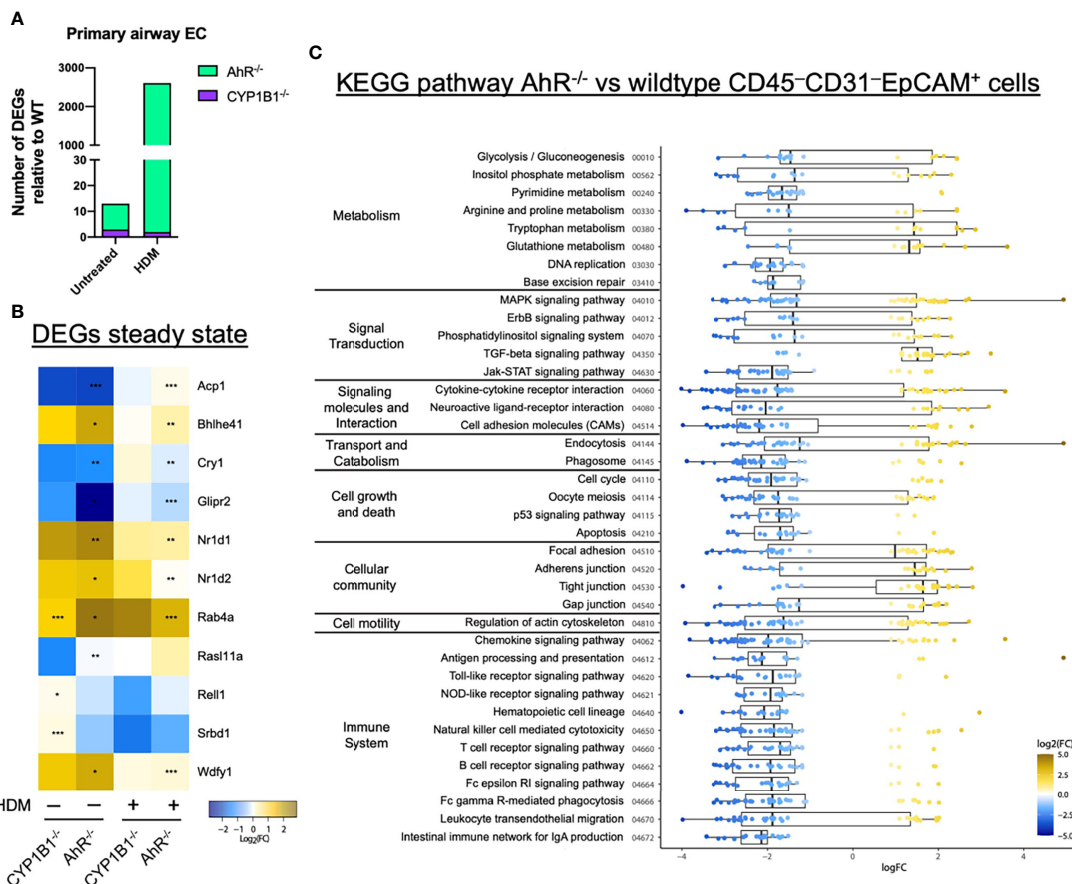 A
Primary airway EC
Number of DEGs
relative to WT
3000
2000
1000
30
20
10
0
Untreated
HDM
AhR-/-
CYP1B1-/-
B
DEGs steady state
*** *** Acp1
* ** Bhlhe41
** ** Cry1
* *** Glipr2
** ** Nr1d1
* ** Nr1d2
*** * *** Rab4a
** Rasl11a
* Rell1
*** Srbd1
* *** Wdfy1
HDM – – + +
CYP1B1-/- AhR-/- CYP1B1-/- AhR-/-
−2 −1 0 1 2
Log2(FC)
C
KEGG pathway AhR-/- vs wildtype CD45–CD31–EpCAM+ cells
Metabolism
Glycolysis / Gluconeogenesis 00010
Inositol phosphate metabolism 00562
Pyrimidine metabolism 00240
Arginine and proline metabolism 00330
Tryptophan metabolism 00380
Glutathione metabolism 00480
DNA replication 03030
Base excision repair 03410
Signal
Transduction
MAPK signaling pathway 04010
ErbB signaling pathway 04012
Phosphatidylinositol signaling system 04070
TGF-beta signaling pathway 04350
Jak-STAT signaling pathway 04630
Signaling
molecules and
Interaction
Cytokine-cytokine receptor interaction 04060
Neuroactive ligand-receptor interaction 04080
Cell adhesion molecules (CAMs) 04514
Transport and
Catabolism
Endocytosis 04144
Phagosome 04145
Cell growth
and death
Cell cycle 04110
Oocyte meiosis 04114
p53 signaling pathway 04115
Apoptosis 04210
Cellular
community
Focal adhesion 04510
Adherens junction 04520
Tight junction 04530
Gap junction 04540
Cell motility
Regulation of actin cytoskeleton 04810
Immune
System
Chemokine signaling pathway 04062
Antigen processing and presentation 04612
Toll-like receptor signaling pathway 04620
NOD-like receptor signaling pathway 04621
Hematopoietic cell lineage 04640
Natural killer cell mediated cytotoxicity 04650
T cell receptor signaling pathway 04660
B cell receptor signaling pathway 04662
Fc epsilon RI signaling pathway 04664
Fc gamma R-mediated phagocytosis 04666
Leukocyte transendothelial migration 04670
Intestinal immune network for IgA production 04672
−4 −2 0 2 4
logFC
log2(FC)
5.0
2.5
0.0
−2.5
−5.0